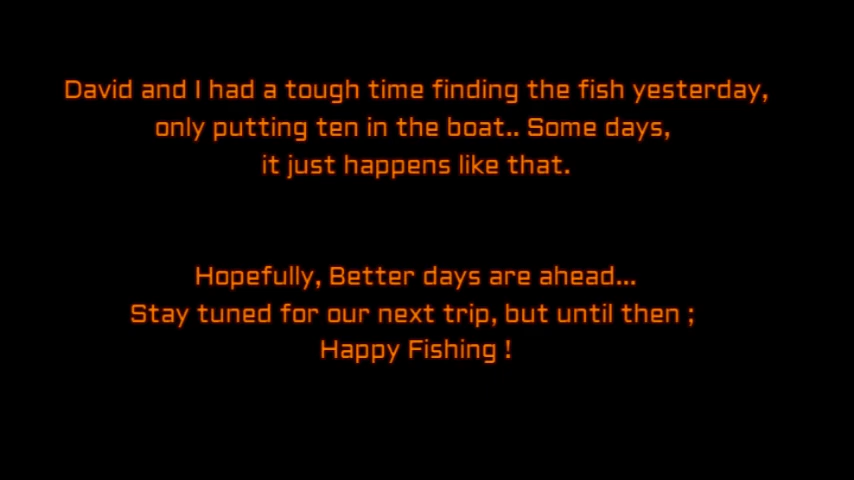 David and I had a tough time finding the fish yesterday,
only putting ten in the boat.. Some days,
it just happens like that.
Hopefully, Better days are ahead...
Stay tuned for our next trip, but until then ;
Happy Fishing !